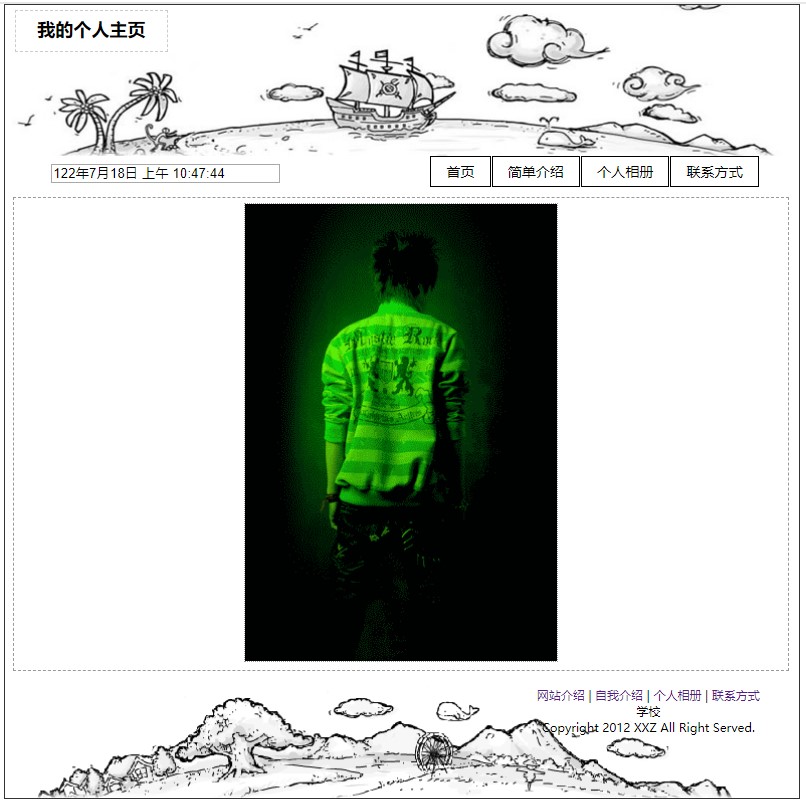 我的个人主页
122年7月18日 上午 10:47:44
首页
简单介绍
个人相册
联系方式
网站介绍 | 自我介绍 | 个人相册 | 联系方式
学校
Copyright 2012 XXZ All Right Served.